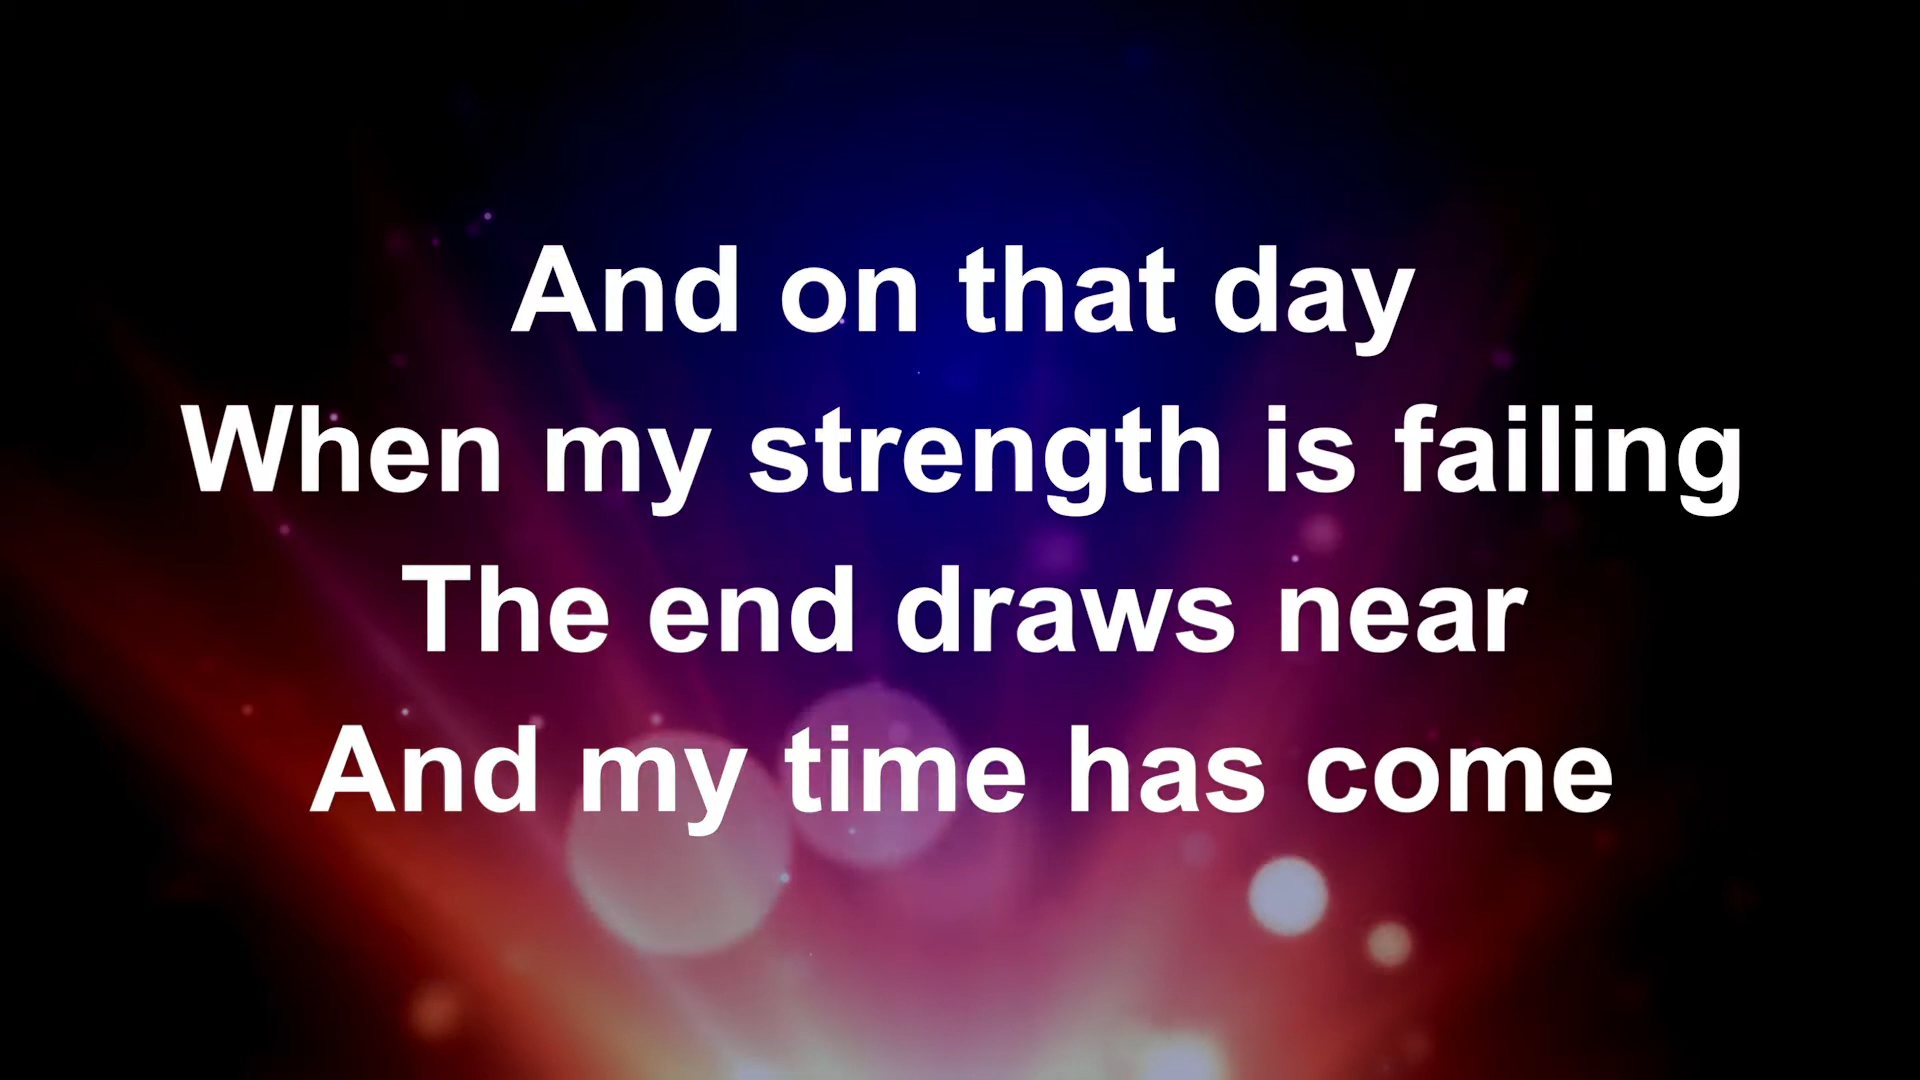 And on that day
When my strength is failing
The end draws near
And my time has come